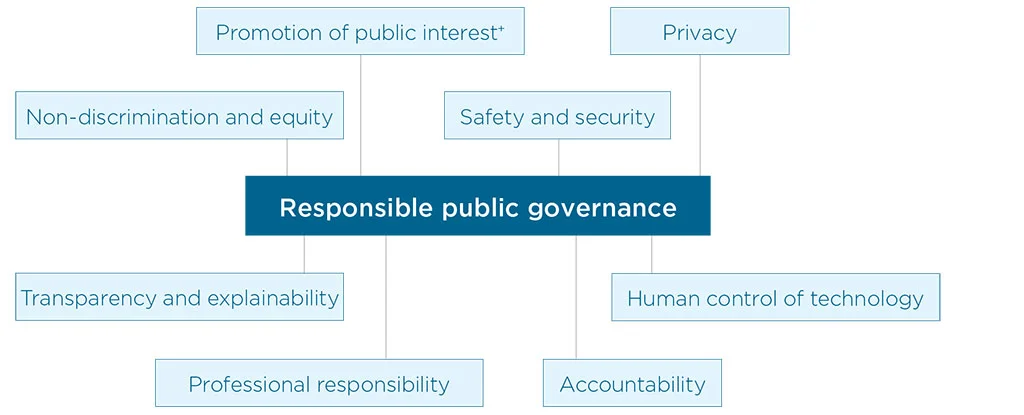 Promotion of public interest⁺
Privacy
Non-discrimination and equity
Safety and security
Responsible public governance
Transparency and explainability
Human control of technology
Professional responsibility
Accountability